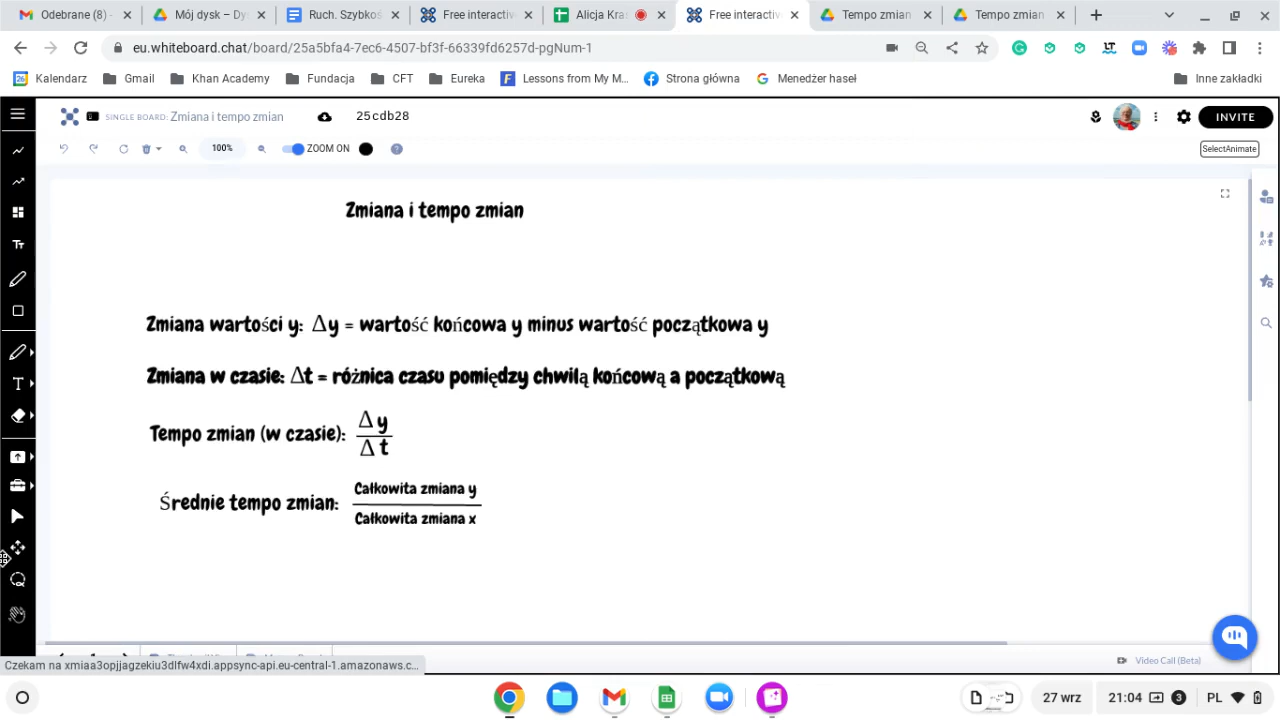 Odebrane (8) -
Mój dysk – Dy
Ruch. Szybkoś
Free interactiv
Alicja Kra
Free interactiv
Tempo zmian
Tempo zmian
eu.whiteboard.chat/board/25a5bfa4-7ec6-4507-bf3f-66339fd6257d-pgNum-1
Kalendarz
Gmail
Khan Academy
Fundacja
CFT
Eureka
Lessons from My M...
Strona główna
Menedżer haseł
Inne zakładki
SINGLE BOARD: Zmiana i tempo zmian
25cdb28
INVITE
100%
ZOOM ON
SelectAnimate
Zmiana i tempo zmian
Zmiana wartości y: Δy = wartość końcowa y minus wartość początkowa y
Zmiana w czasie: Δt = różnica czasu pomiędzy chwilą końcową a początkową
Tempo zmian (w czasie): Δ y
Δ t
Średnie tempo zmian: Całkowita zmiana y
Całkowita zmiana x
Czekam na xmiaa3opjjagzekiu3dlfw4xdi.appsync-api.eu-central-1.amazonaws.c...
Video Call (Beta)
27 wrz
21:04
3
PL